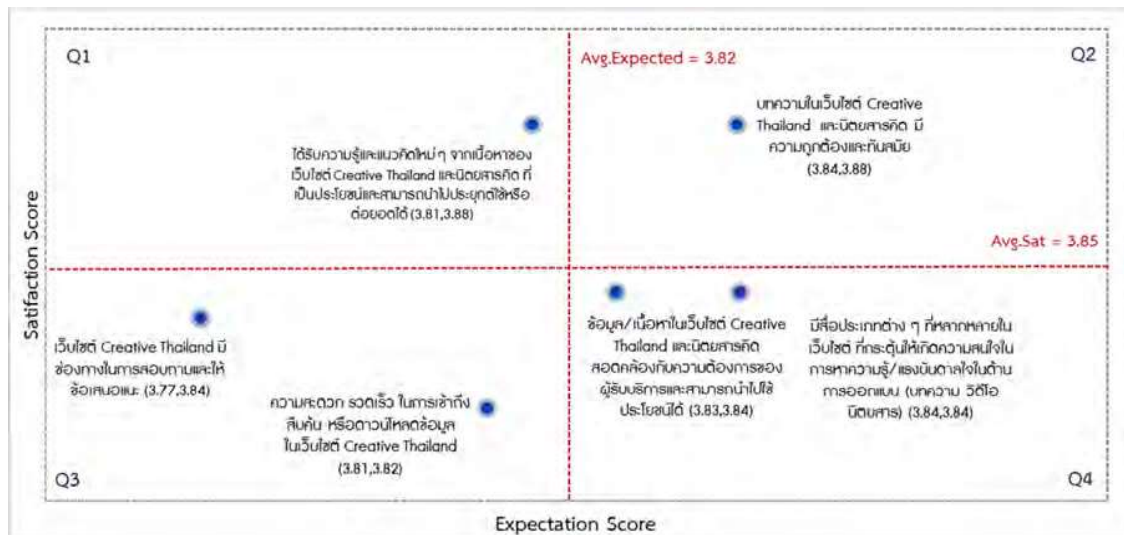 Q1
Avg.Expected = 3.82
Q2
บทความในเว็บไซต์ Creative
Thailand และนิตยสารคิด มี
ความถูกต้องและทันสมัย
(3.84,3.88)
ได้รับความรู้และแนวคิดใหม่ ๆ จากเนื้อหาของ
เว็บไซต์ Creative Thailand และนิตยสารคิด ที่
เป็นประโยชน์และสามารถนำไปประยุกต์ใช้หรือ
ต่อยอดได้ (3.81,3.88)
Satifaction Score
Avg.Sat = 3.85
เว็บไซต์ Creative Thailand มี
ช่องทางในการสอบถามและให้
ข้อเสนอแนะ (3.77,3.84)
ความสะดวก รวดเร็ว ในการเข้าถึง
สืบค้น หรือดาวน์โหลดข้อมูล
ในเว็บไซต์ Creative Thailand
(3.81,3.82)
ข้อมูล/เนื้อหาในเว็บไซต์ Creative
Thailand และนิตยสารคิด
สอดคล้องกับความต้องการของ
ผู้รับบริการและสามารถนำไปใช้
ประโยชน์ได้ (3.83,3.84)
มีสื่อประเภทต่าง ๆ ที่หลากหลายใน
เว็บไซต์ ที่กระตุ้นให้เกิดความสนใจใน
การหาความรู้/แรงบันดาลใจในด้าน
การออกแบบ (บทความ วิดีโอ
นิตยสาร) (3.84,3.84)
Q3
Q4
Expectation Score